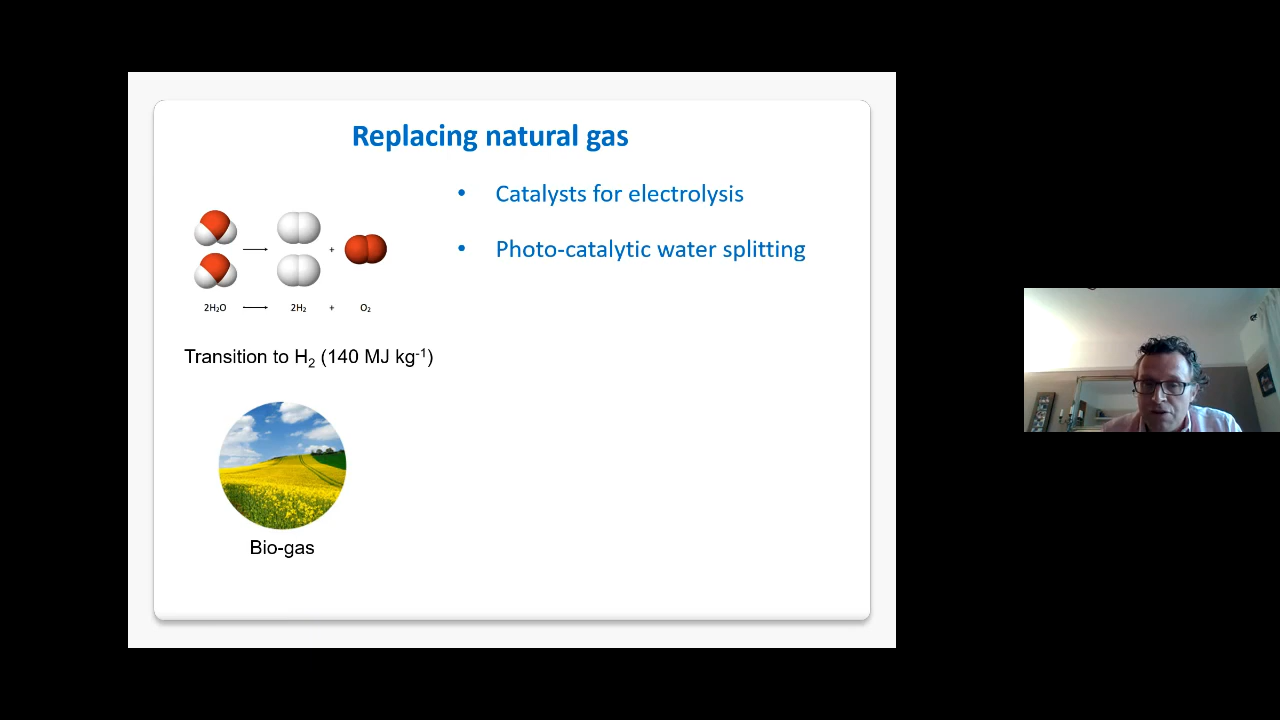 Replacing natural gas
• Catalysts for electrolysis
• Photo-catalytic water splitting
+
2H₂O ⟶ 2H₂ + O₂
Transition to H₂ (140 MJ kg⁻¹)
Bio-gas